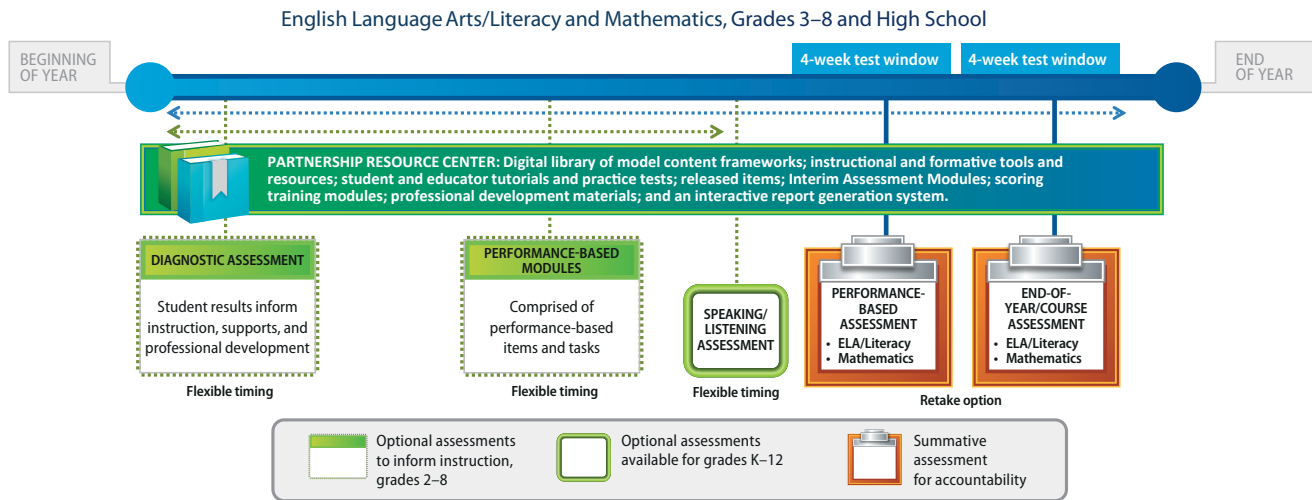 English Language Arts/Literacy and Mathematics, Grades 3–8 and High School
BEGINNING
OF YEAR
4-week test window
4-week test window
END
OF YEAR
PARTNERSHIP RESOURCE CENTER: Digital library of model content frameworks; instructional and formative tools and
resources; student and educator tutorials and practice tests; released items; Interim Assessment Modules; scoring
training modules; professional development materials; and an interactive report generation system.
DIAGNOSTIC ASSESSMENT
Student results inform
instruction, supports, and
professional development
Flexible timing
PERFORMANCE-BASED
MODULES
Comprised of
performance-based
items and tasks
Flexible timing
SPEAKING/
LISTENING
ASSESSMENT
Flexible timing
PERFORMANCE-
BASED
ASSESSMENT
• ELA/Literacy
• Mathematics
END-OF-
YEAR/COURSE
ASSESSMENT
• ELA/Literacy
• Mathematics
Retake option
Optional assessments
to inform instruction,
grades 2–8
Optional assessments
available for grades K–12
Summative
assessment
for accountability